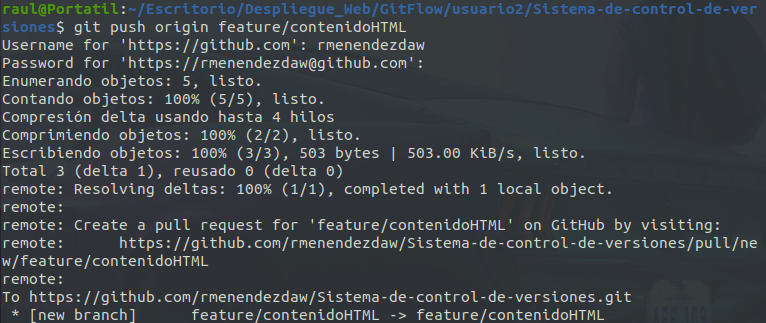 raul@Portatil:~/Escritorio/Despliegue_Web/GitFlow/usuario2/Sistema-de-control-de-ver
siones$ git push origin feature/contenidoHTML
Username for 'https://github.com': rmenendezdaw
Password for 'https://rmenendezdaw@github.com':
Enumerando objetos: 5, listo.
Contando objetos: 100% (5/5), listo.
Compresión delta usando hasta 4 hilos
Comprimiendo objetos: 100% (2/2), listo.
Escribiendo objetos: 100% (3/3), 503 bytes | 503.00 KiB/s, listo.
Total 3 (delta 1), reusado 0 (delta 0)
remote: Resolving deltas: 100% (1/1), completed with 1 local object.
remote:
remote: Create a pull request for 'feature/contenidoHTML' on GitHub by visiting:
remote:      https://github.com/rmenendezdaw/Sistema-de-control-de-versiones/pull/ne
w/feature/contenidoHTML
remote:
To https://github.com/rmenendezdaw/Sistema-de-control-de-versiones.git
 * [new branch]      feature/contenidoHTML -> feature/contenidoHTML